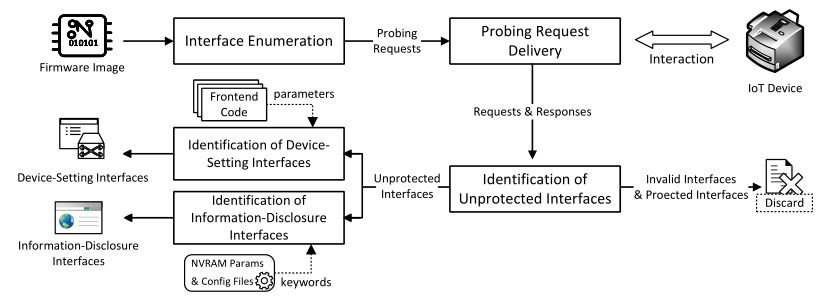 010101
Firmware Image
Interface Enumeration
Probing
Requests
Probing Request
Delivery
Interaction
IoT Device
Requests & Responses
Frontend
Code
parameters
Identification of Device-
Setting Interfaces
Device-Setting Interfaces
Unprotected
Interfaces
Identification of
Unprotected Interfaces
Invalid Interfaces
& Proected Interfaces
Discard
Identification of
Information-Disclosure
Interfaces
Information-Disclosure
Interfaces
NVRAM Params
& Config Files
keywords